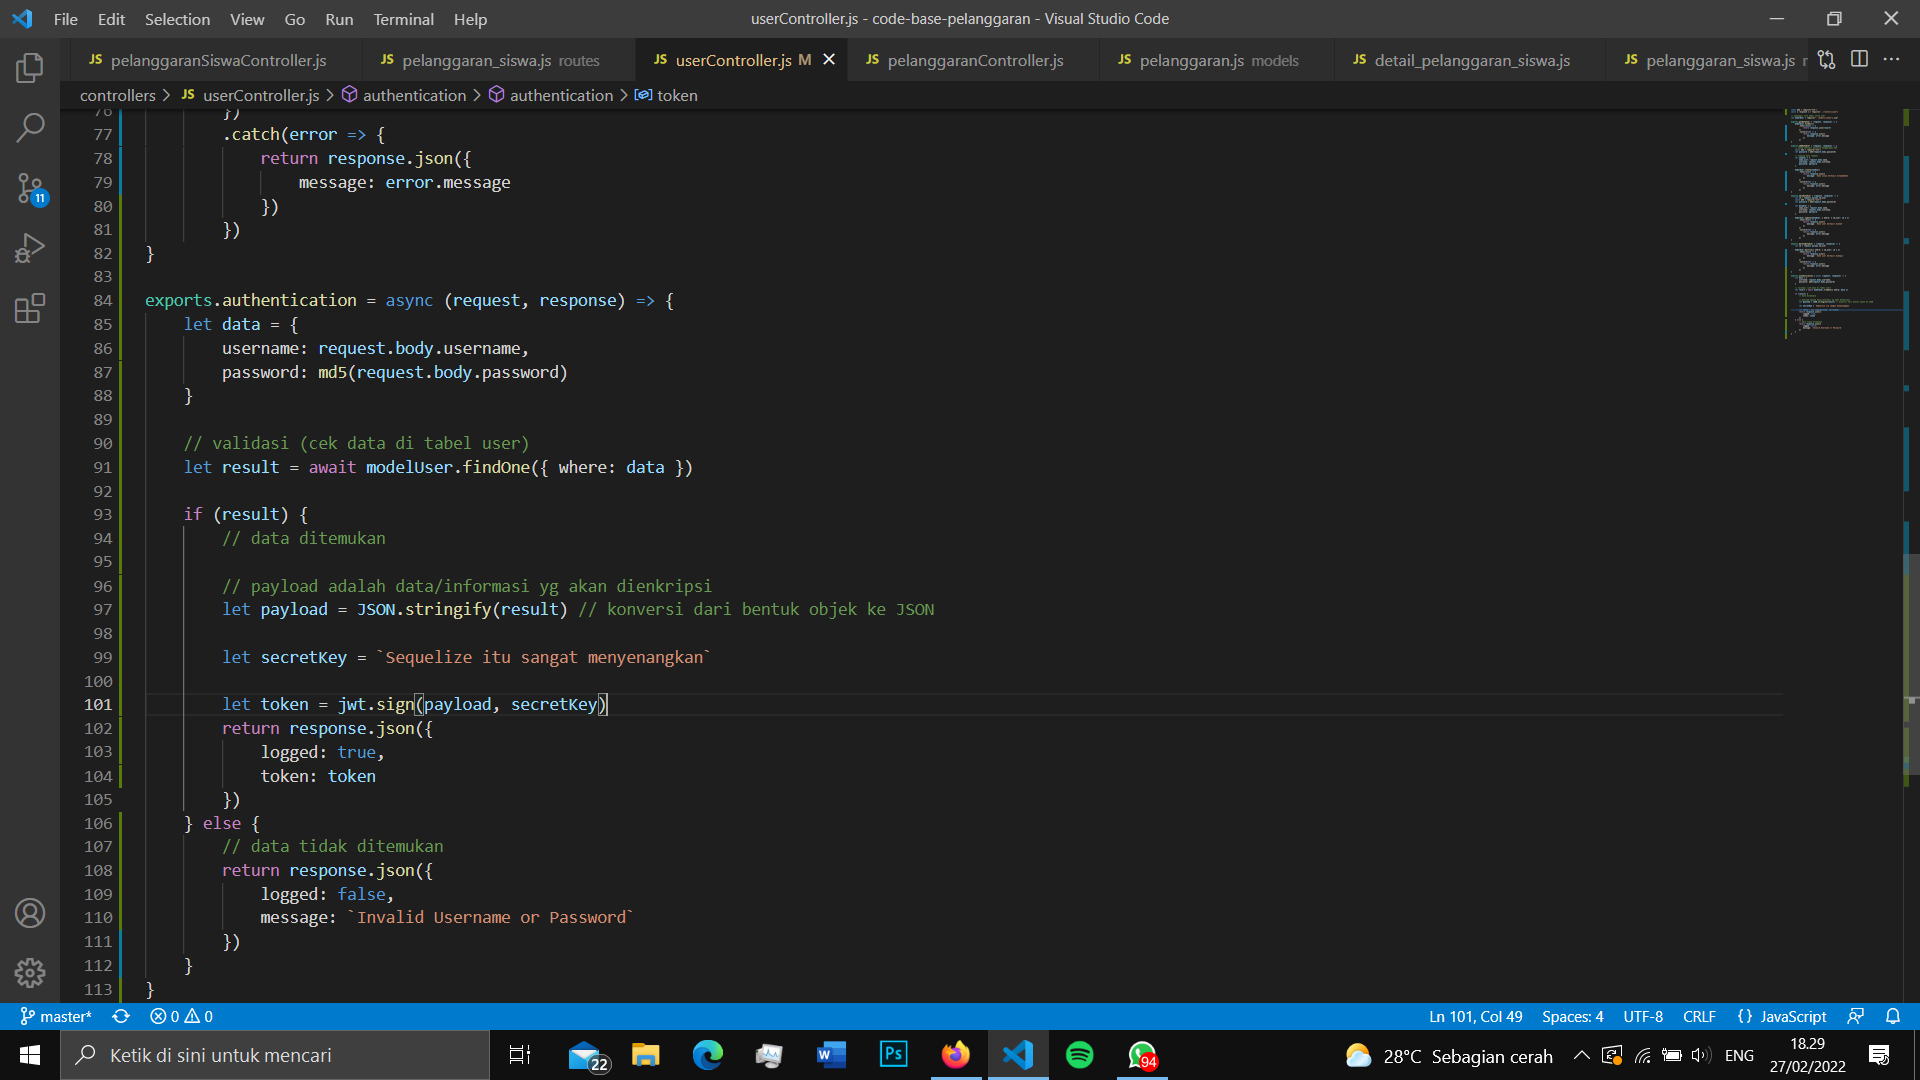 File Edit Selection View Go Run Terminal Help
userController.js - code-base-pelanggaran - Visual Studio Code
JS pelanggaranSiswaController.js JS pelanggaran_siswa.js routes JS userController.js M JS pelanggaranController.js JS pelanggaran.js models JS detail_pelanggaran_siswa.js JS pelanggaran_siswa.js
controllers > JS userController.js > authentication > authentication > token
76 })
77 .catch(error => {
78 return response.json({
79 message: error.message
80 })
81 })
82 }
83
84 exports.authentication = async (request, response) => {
85 let data = {
86 username: request.body.username,
87 password: md5(request.body.password)
88 }
89
90 // validasi (cek data di tabel user)
91 let result = await modelUser.findOne({ where: data })
92
93 if (result) {
94 // data ditemukan
95
96 // payload adalah data/informasi yg akan dienkripsi
97 let payload = JSON.stringify(result) // konversi dari bentuk objek ke JSON
98
99 let secretKey = `Sequelize itu sangat menyenangkan`
100
101 let token = jwt.sign(payload, secretKey)
102 return response.json({
103 logged: true,
104 token: token
105 })
106 } else {
107 // data tidak ditemukan
108 return response.json({
109 logged: false,
110 message: `Invalid Username or Password`
111 })
112 }
113 }
11
master* 0 0 Ln 101, Col 49 Spaces: 4 UTF-8 CRLF {} JavaScript
Ketik di sini untuk mencari 22 W Ps 94 28°C Sebagian cerah ENG 18.29
27/02/2022